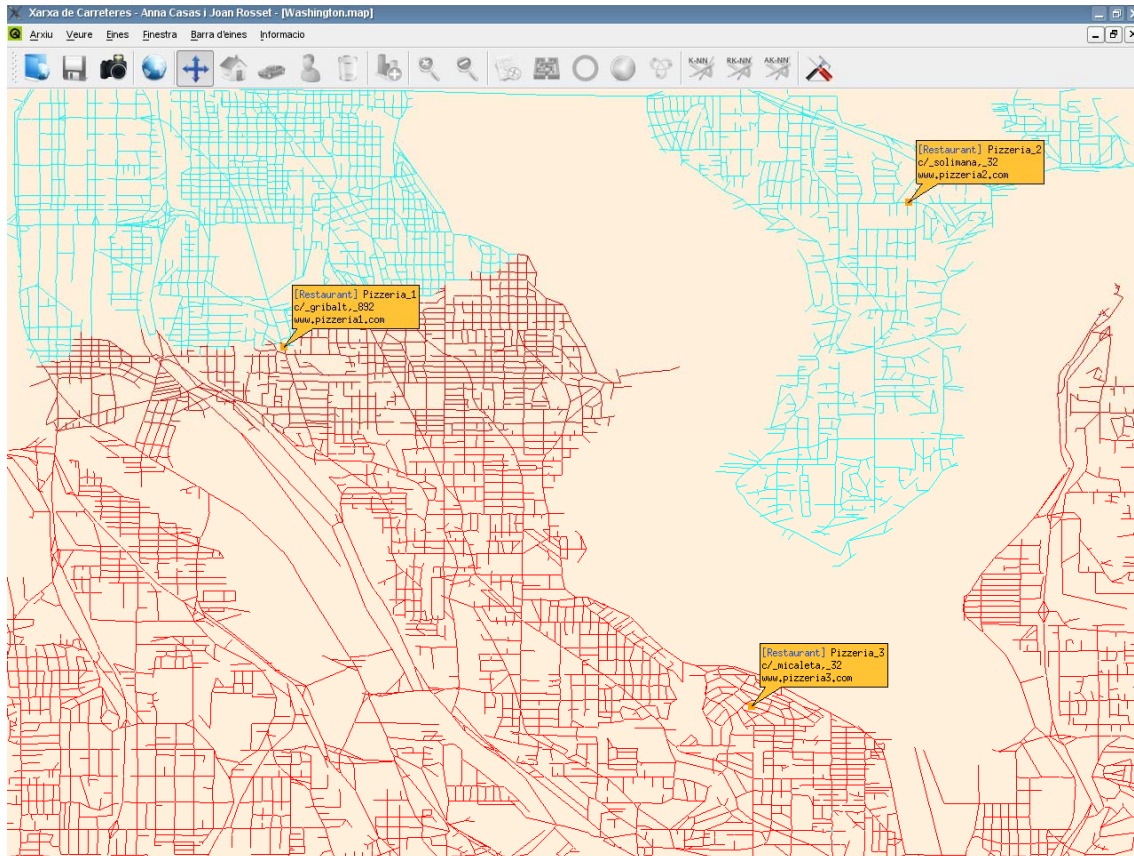 Xarxa de Carreteres - Anna Casas i Joan Rosset - [Washington.map]
Arxiu Veure Eines Finestra Barra d'eines Informacio
K-NN RK-NN AK-NN
[Restaurant] Pizzeria_2
c/_solimana,_32
www.pizzeria2.com
[Restaurant] Pizzeria_1
c/_gribalt,_892
www.pizzeria1.com
[Restaurant] Pizzeria_3
c/_micaleta,_32
www.pizzeria3.com